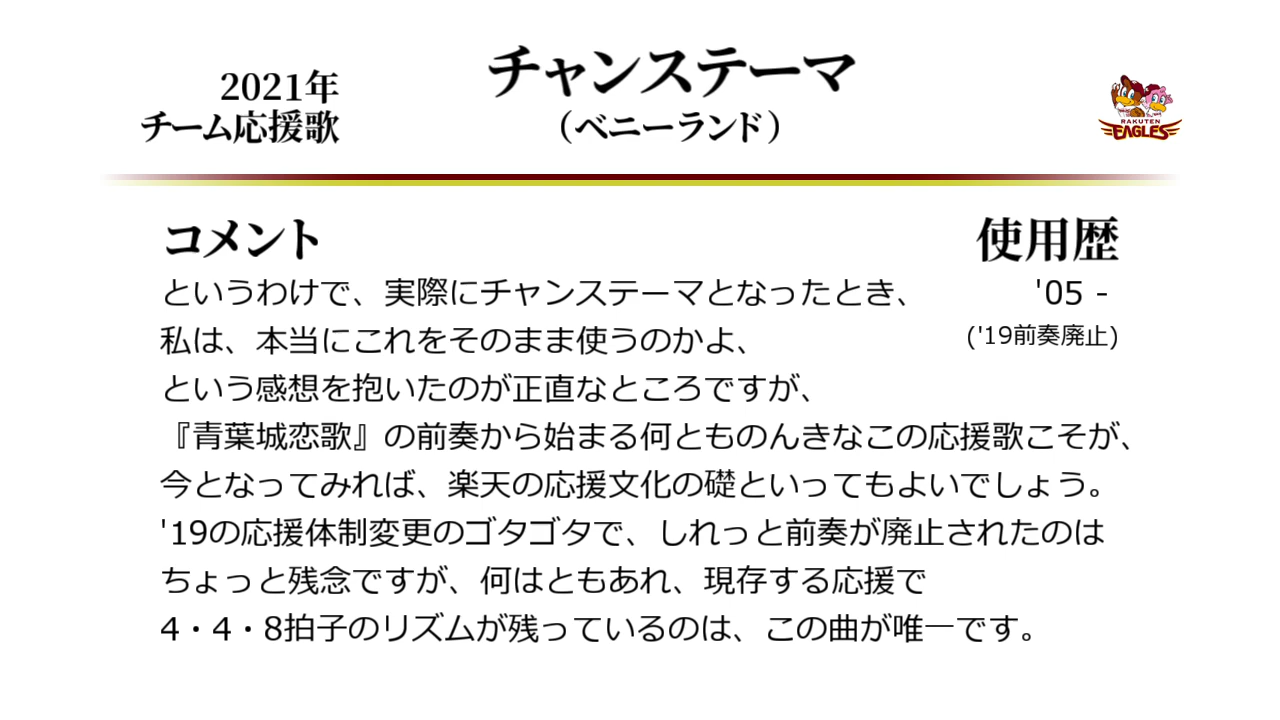 2021年
チーム応援歌
チャンステーマ
（ベニーランド）
RAKUTEN
EAGLES
コメント
使用歴
というわけで、実際にチャンステーマとなったとき、
'05 -
私は、本当にこれをそのまま使うのかよ、
('19前奏廃止)
という感想を抱いたのが正直なところですが、
『青葉城恋歌』の前奏から始まる何とものんきなこの応援歌こそが、
今となってみれば、楽天の応援文化の礎といってもよいでしょう。
'19の応援体制変更のゴタゴタで、しれっと前奏が廃止されたのは
ちょっと残念ですが、何はともあれ、現存する応援で
4・4・8拍子のリズムが残っているのは、この曲が唯一です。